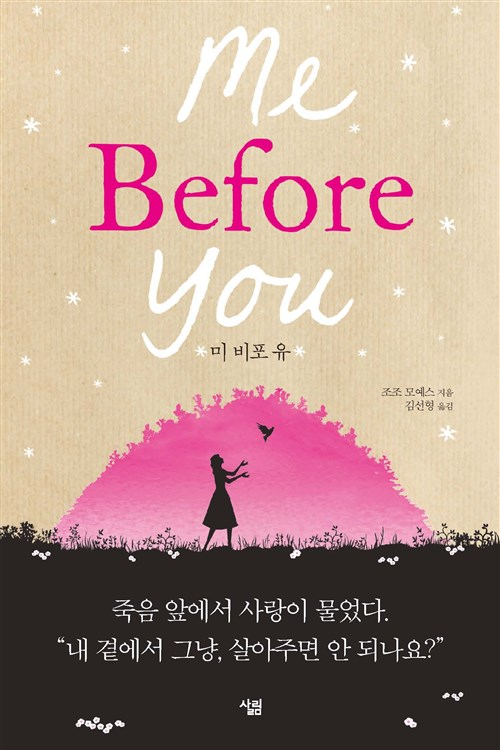 Me
Before
you
미 비포 유
조조 모예스 지음
김선형 옮김
죽음 앞에서 사랑이 물었다.
“내 곁에서 그냥, 살아주면 안 되나요?”
살림